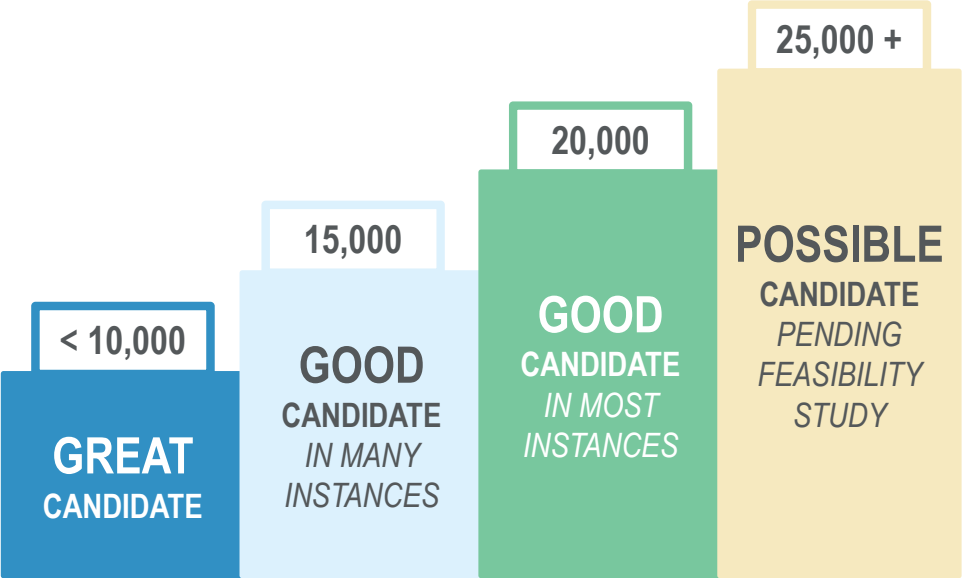 < 10,000
GREAT
CANDIDATE
15,000
GOOD
CANDIDATE
IN MANY
INSTANCES
20,000
GOOD
CANDIDATE
IN MOST
INSTANCES
25,000 +
POSSIBLE
CANDIDATE
PENDING
FEASIBILITY
STUDY